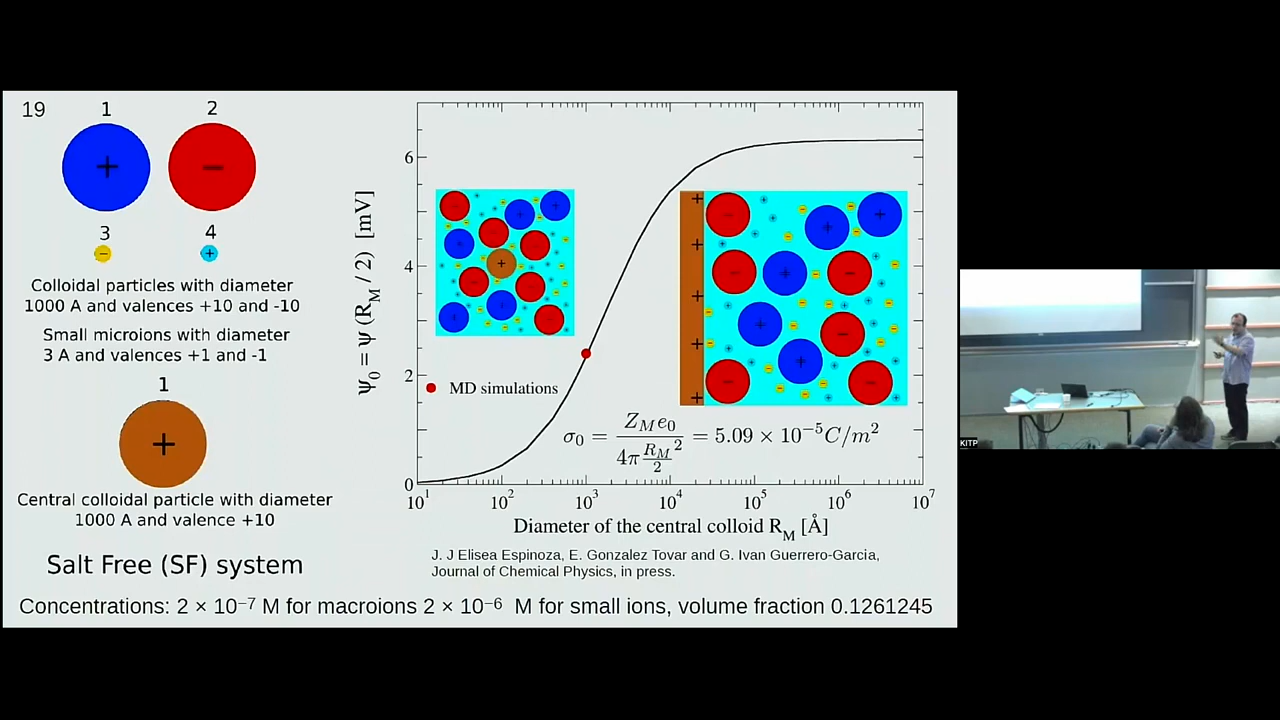 19
1
2
+
−
3
4
−
+
Colloidal particles with diameter
1000 A and valences +10 and -10
Small microions with diameter
3 A and valences +1 and -1
1
+
Central colloidal particle with diameter
1000 A and valence +10
Salt Free (SF) system
ψ₀ = ψ (R_M / 2) [mV]
6
4
2
0
MD simulations
σ₀ = Z_M e₀ / 4π (R_M / 2)² = 5.09 × 10⁻⁵ C/m²
10¹ 10² 10³ 10⁴ 10⁵ 10⁶ 10⁷
Diameter of the central colloid R_M [Å]
J. J Elisea Espinoza, E. Gonzalez Tovar and G. Ivan Guerrero-Garcia,
Journal of Chemical Physics, in press.
Concentrations: 2 × 10⁻⁷ M for macroions 2 × 10⁻⁶ M for small ions, volume fraction 0.1261245
KITP